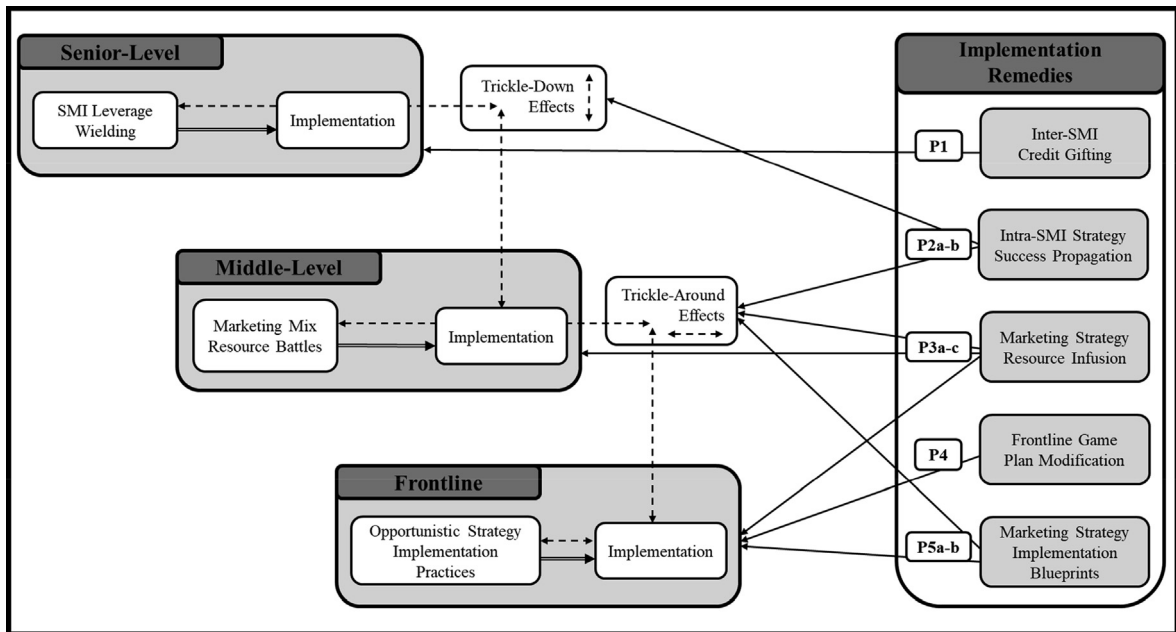 Senior-Level
SMI Leverage
Wielding
Implementation
Trickle-Down
Effects
Middle-Level
Marketing Mix
Resource Battles
Implementation
Trickle-Around
Effects
Frontline
Opportunistic Strategy
Implementation
Practices
Implementation
Implementation
Remedies
P1
Inter-SMI
Credit Gifting
P2a-b
Intra-SMI Strategy
Success Propagation
P3a-c
Marketing Strategy
Resource Infusion
P4
Frontline Game
Plan Modification
P5a-b
Marketing Strategy
Implementation
Blueprints